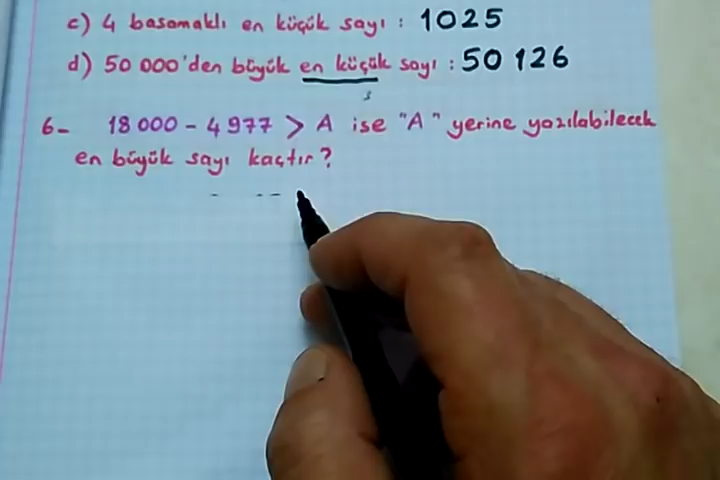 c) 4 basamaklı en küçük sayı : 1025
d) 50 000'den büyük en küçük sayı : 50 126
6- 18 000 - 4 977 > A ise "A" yerine yazılabilecek
en büyük sayı kaçtır?